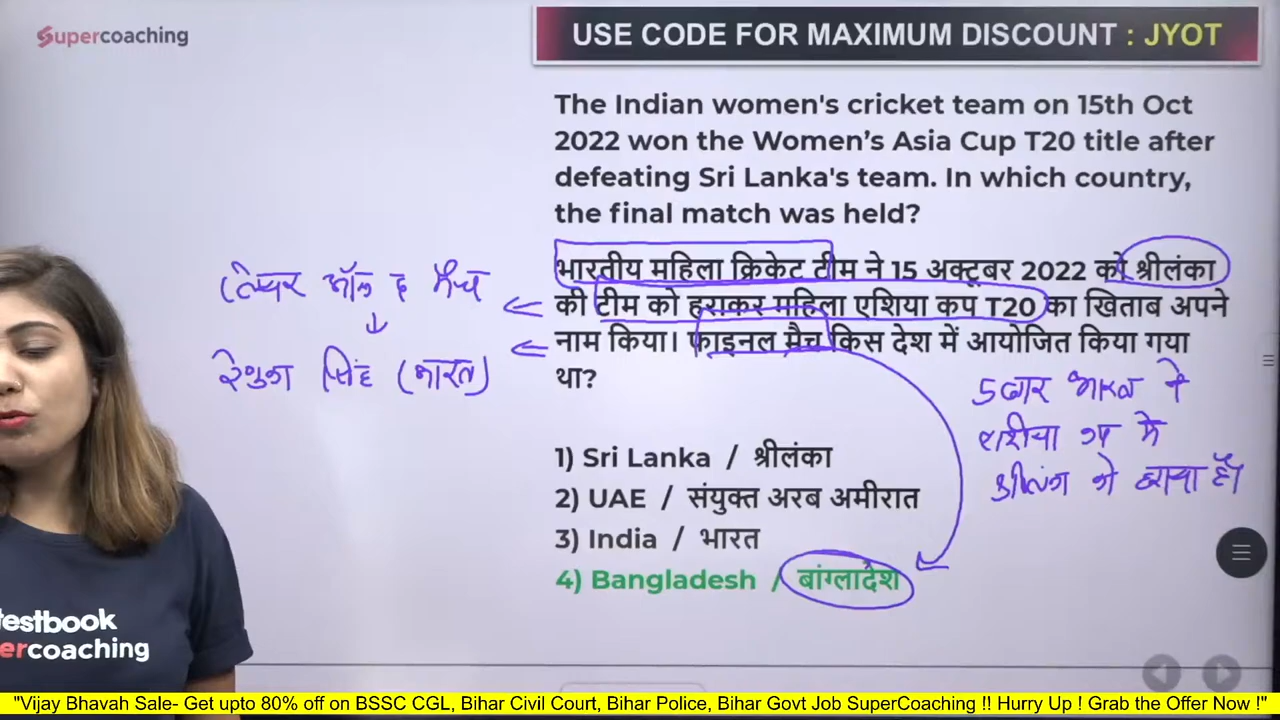 Supercoaching
USE CODE FOR MAXIMUM DISCOUNT : JYOT
The Indian women's cricket team on 15th Oct
2022 won the Women's Asia Cup T20 title after
defeating Sri Lanka's team. In which country,
the final match was held?
भारतीय महिला क्रिकेट टीम ने 15 अक्टूबर 2022 को श्रीलंका
की टीम को हराकर महिला एशिया कप T20 का खिताब अपने
नाम किया। फाइनल मैच किस देश में आयोजित किया गया
था?
प्लेयर ऑफ द मैच
रेणुका सिंह (भारत)
5 बार भारत ने
एशिया कप में
श्रीलंका को हराया है।
1) Sri Lanka / श्रीलंका
2) UAE / संयुक्त अरब अमीरात
3) India / भारत
4) Bangladesh / बांग्लादेश
testbook
ercoaching
"Vijay Bhavah Sale- Get upto 80% off on BSSC CGL, Bihar Civil Court, Bihar Police, Bihar Govt Job SuperCoaching !! Hurry Up ! Grab the Offer Now !"